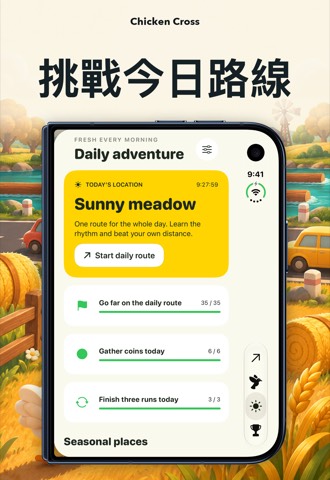 Chicken Cross
挑戰今日路線
FRESH EVERY MORNING
Daily adventure
9:41
TODAY'S LOCATION
9:27:59
Sunny meadow
One route for the whole day. Learn the
rhythm and beat your own distance.
Start daily route
Go far on the daily route
35 / 35
Gather coins today
6 / 6
Finish three runs today
3 / 3
Seasonal places